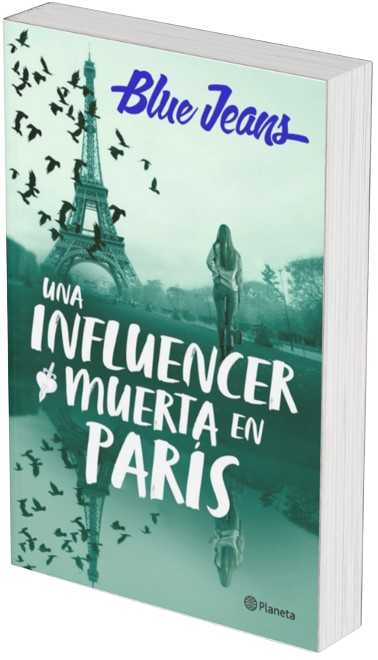 Blue Jeans
UNA
INFLUENCER
MUERTA EN
PARÍS
Planeta